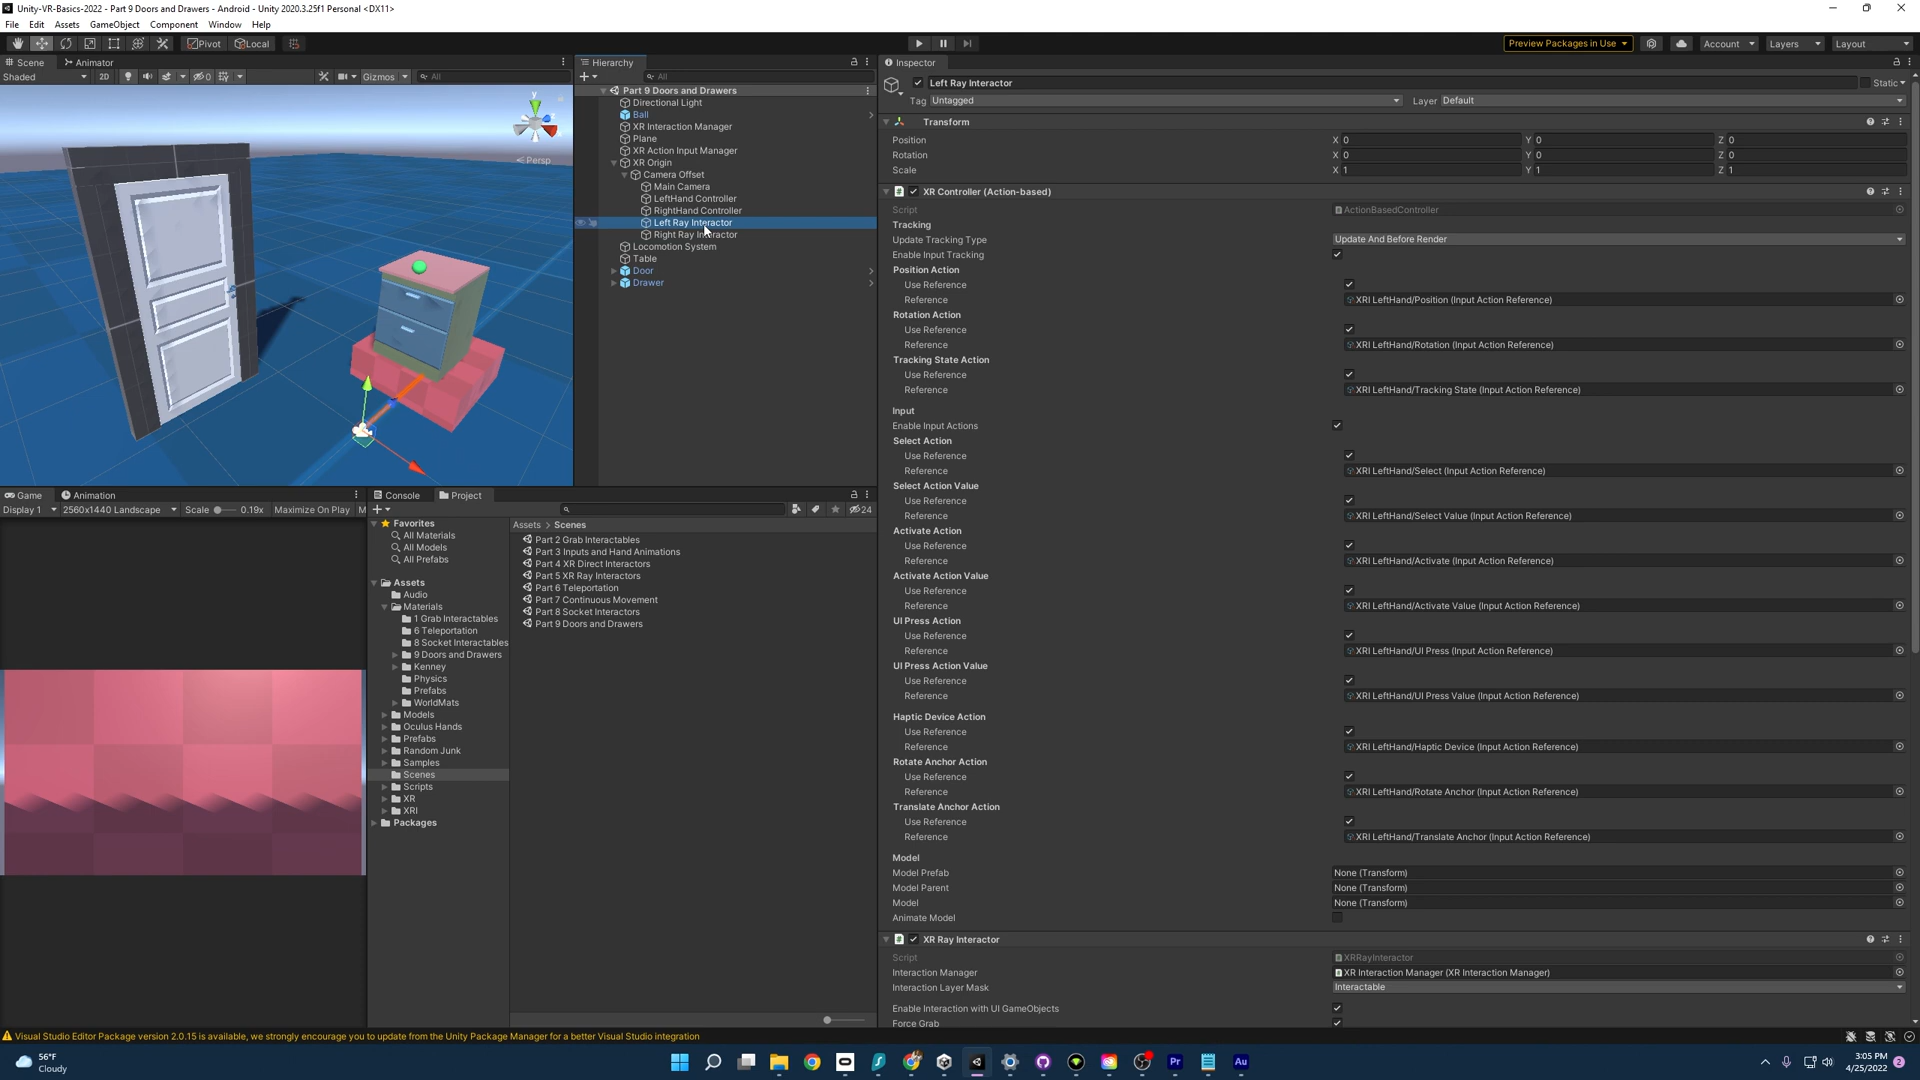 Unity-VR-Basics-2022 - Part 9 Doors and Drawers - Android - Unity 2020.3.25f1 Personal <DX11>
File Edit Assets GameObject Component Window Help
Pivot Local
Preview Packages in Use Account Layers Layout
Scene Animator
Shaded 2D 0 Gizmos All
y
x
Persp
Hierarchy
All
Part 9 Doors and Drawers
Directional Light
Ball
XR Interaction Manager
Plane
XR Action Input Manager
XR Origin
Camera Offset
Main Camera
LeftHand Controller
RightHand Controller
Left Ray Interactor
Right Ray Interactor
Locomotion System
Table
Door
Drawer
Inspector
Left Ray Interactor Static
Tag Untagged Layer Default
Transform
Position X 0 Y 0 Z 0
Rotation X 0 Y 0 Z 0
Scale X 1 Y 1 Z 1
XR Controller (Action-based)
Script ActionBasedController
Tracking
Update Tracking Type Update And Before Render
Enable Input Tracking
Position Action
Use Reference
Reference XRI LeftHand/Position (Input Action Reference)
Rotation Action
Use Reference
Reference XRI LeftHand/Rotation (Input Action Reference)
Tracking State Action
Use Reference
Reference XRI LeftHand/Tracking State (Input Action Reference)
Input
Enable Input Actions
Select Action
Use Reference
Reference XRI LeftHand/Select (Input Action Reference)
Select Action Value
Use Reference
Reference XRI LeftHand/Select Value (Input Action Reference)
Activate Action
Use Reference
Reference XRI LeftHand/Activate (Input Action Reference)
Activate Action Value
Use Reference
Reference XRI LeftHand/Activate Value (Input Action Reference)
UI Press Action
Use Reference
Reference XRI LeftHand/UI Press (Input Action Reference)
UI Press Action Value
Use Reference
Reference XRI LeftHand/UI Press Value (Input Action Reference)
Haptic Device Action
Use Reference
Reference XRI LeftHand/Haptic Device (Input Action Reference)
Rotate Anchor Action
Use Reference
Reference XRI LeftHand/Rotate Anchor (Input Action Reference)
Translate Anchor Action
Use Reference
Reference XRI LeftHand/Translate Anchor (Input Action Reference)
Model
Model Prefab None (Transform)
Model Parent None (Transform)
Model None (Transform)
Animate Model
XR Ray Interactor
Script XRRayInteractor
Interaction Manager XR Interaction Manager (XR Interaction Manager)
Interaction Layer Mask Interactable
Enable Interaction with UI GameObjects
Force Grab
Game Animation
Display 1 2560x1440 Landscape Scale 0.19x Maximize On Play M
Console Project
24
Favorites
All Materials
All Models
All Prefabs
Assets
Audio
Materials
1 Grab Interactables
6 Teleportation
8 Socket Interactables
9 Doors and Drawers
Kenney
Physics
Prefabs
WorldMats
Models
Oculus Hands
Prefabs
Random Junk
Samples
Scenes
Scripts
XR
XRI
Packages
Assets > Scenes
Part 2 Grab Interactables
Part 3 Inputs and Hand Animations
Part 4 XR Direct Interactors
Part 5 XR Ray Interactors
Part 6 Teleportation
Part 7 Continuous Movement
Part 8 Socket Interactors
Part 9 Doors and Drawers
Visual Studio Editor Package version 2.0.15 is available, we strongly encourage you to update from the Unity Package Manager for a better Visual Studio integration
56°F
Cloudy
Pr
Au
3:05 PM
4/25/2022
2